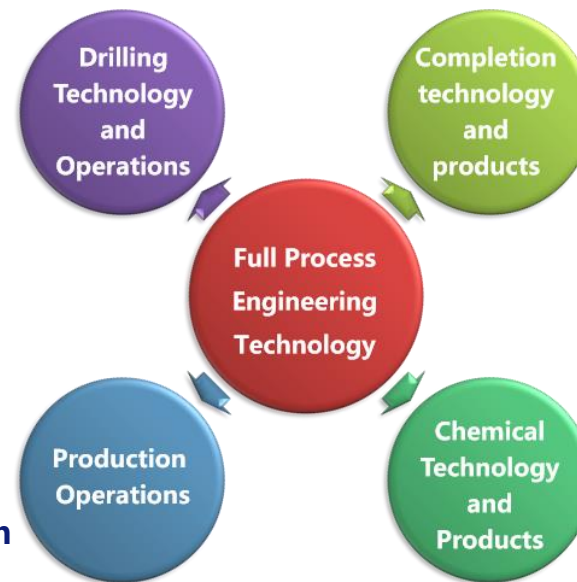 Drilling
Technology
and
Operations
Completion
technology
and
products
Full Process
Engineering
Technology
Production
Operations
Chemical
Technology
and
Products